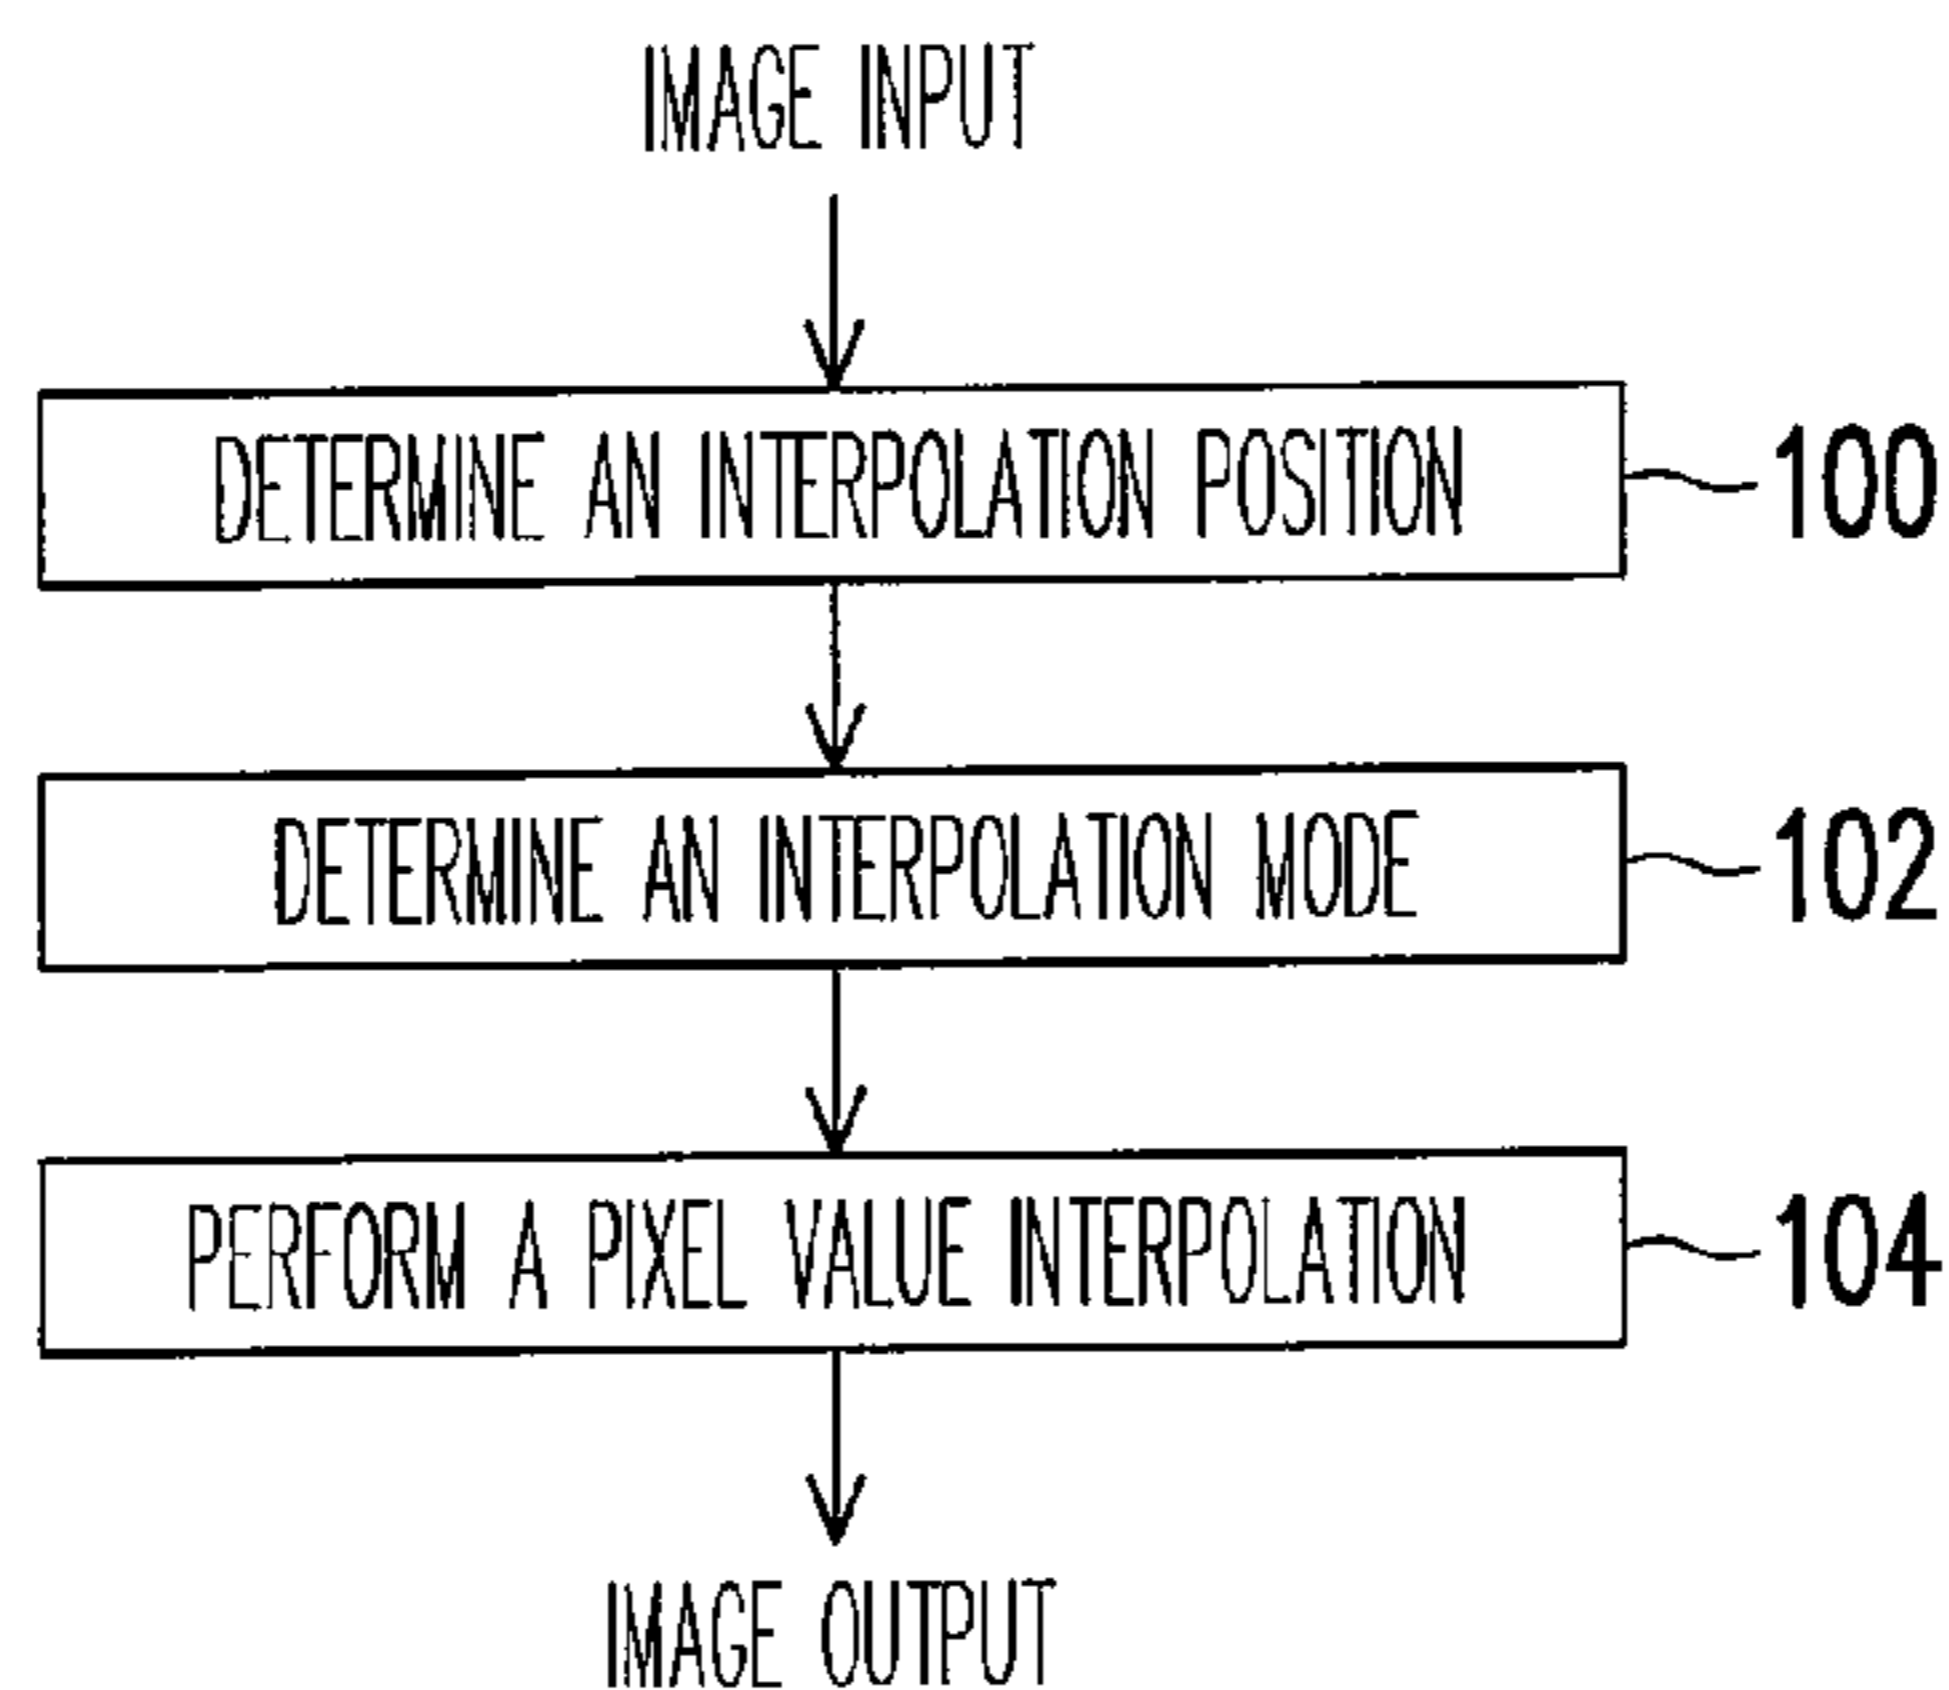 IMAGE INPUT
DETERMINE AN INTERPOLATION POSITION 100
DETERMINE AN INTERPOLATION MODE 102
PERFORM A PIXEL VALUE INTERPOLATION 104
IMAGE OUTPUT